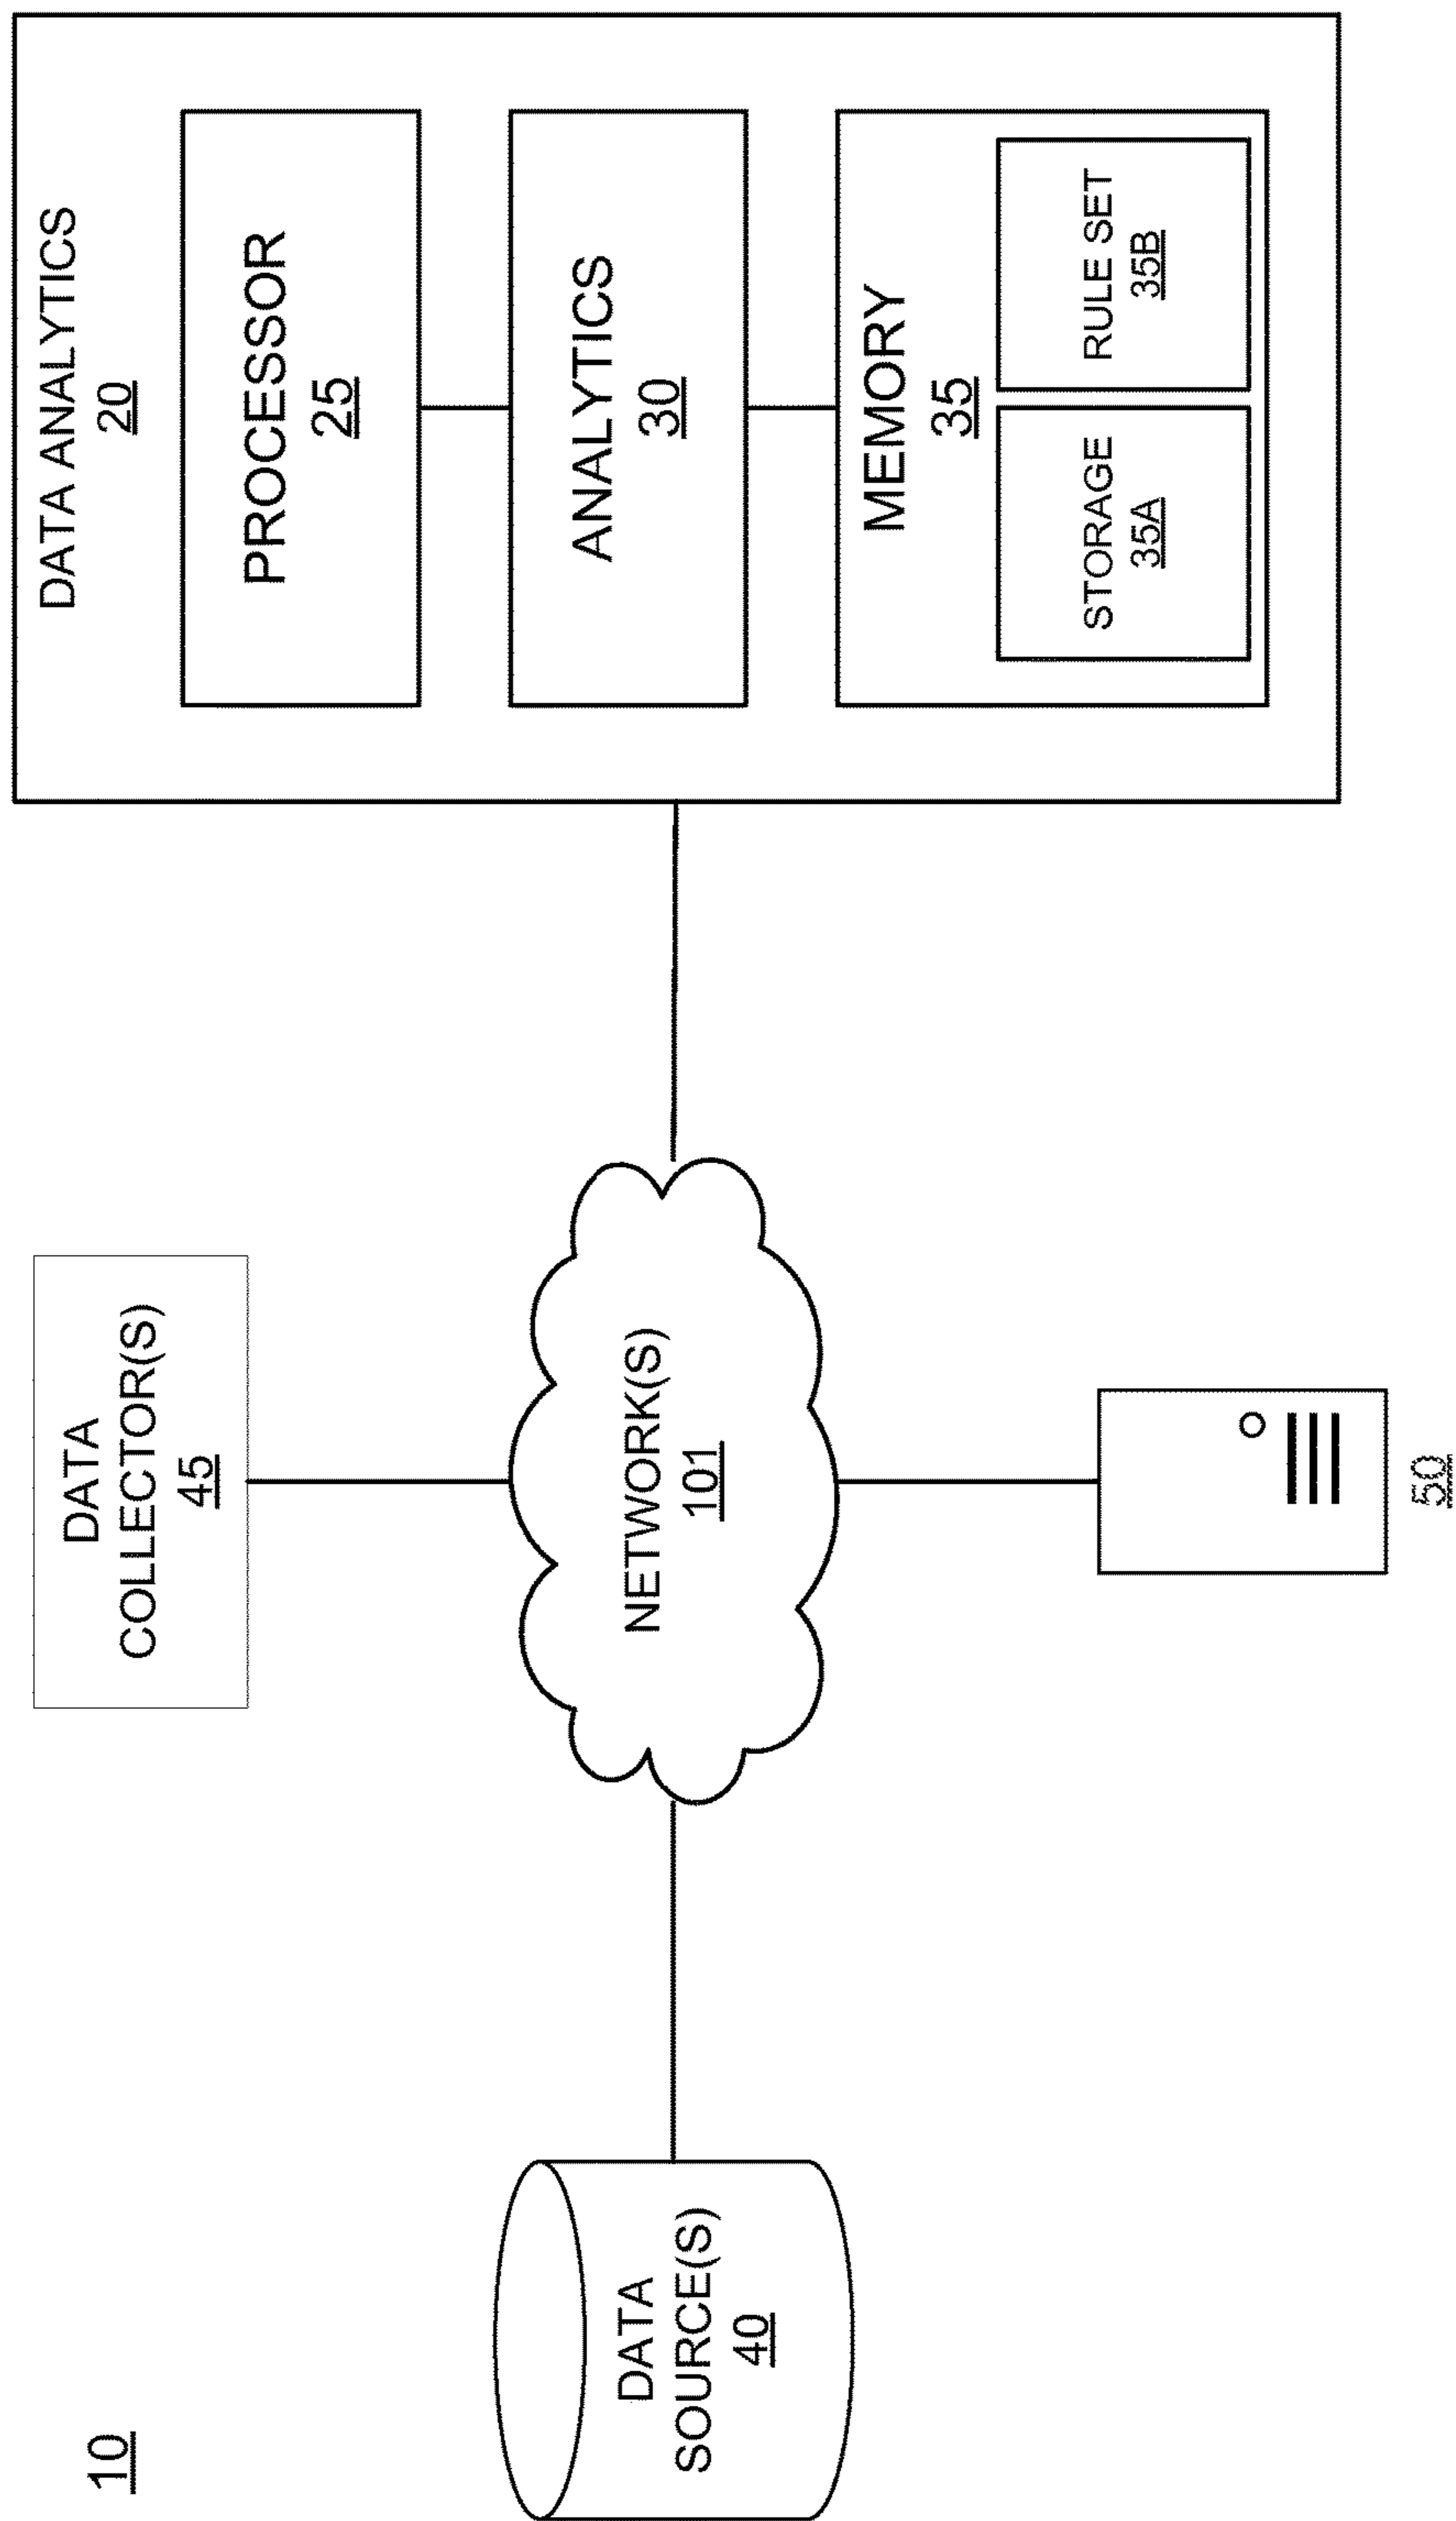 10
DATA
SOURCE(S)
40
DATA
COLLECTOR(S)
45
NETWORK(S)
101
50
DATA ANALYTICS
20
PROCESSOR
25
ANALYTICS
30
MEMORY
35
STORAGE
35A
RULE SET
35B